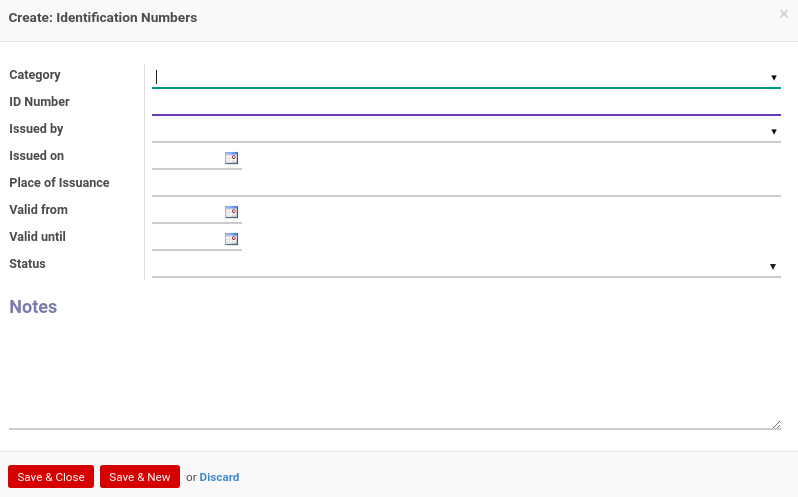 Create: Identification Numbers ×
Category
ID Number
Issued by
Issued on
Place of Issuance
Valid from
Valid until
Status
Notes
Save & Close Save & New or Discard